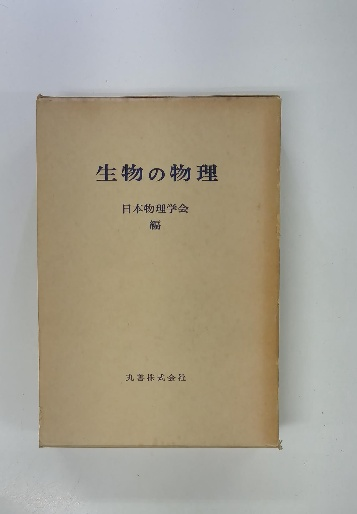 生物の物理
日本物理学会
編
丸善株式会社